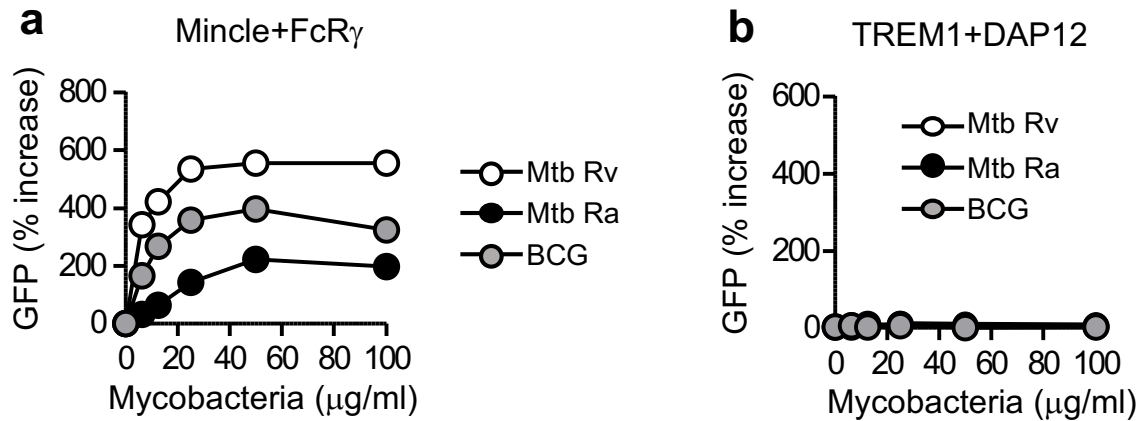 a
Mincle+FcRγ
GFP (% increase)
800
600
400
200
0
0 20 40 60 80 100
Mycobacteria (μg/ml)
Mtb Rv
Mtb Ra
BCG
b
TREM1+DAP12
GFP (% increase)
600
400
200
0
0 20 40 60 80 100
Mycobacteria (μg/ml)
Mtb Rv
Mtb Ra
BCG